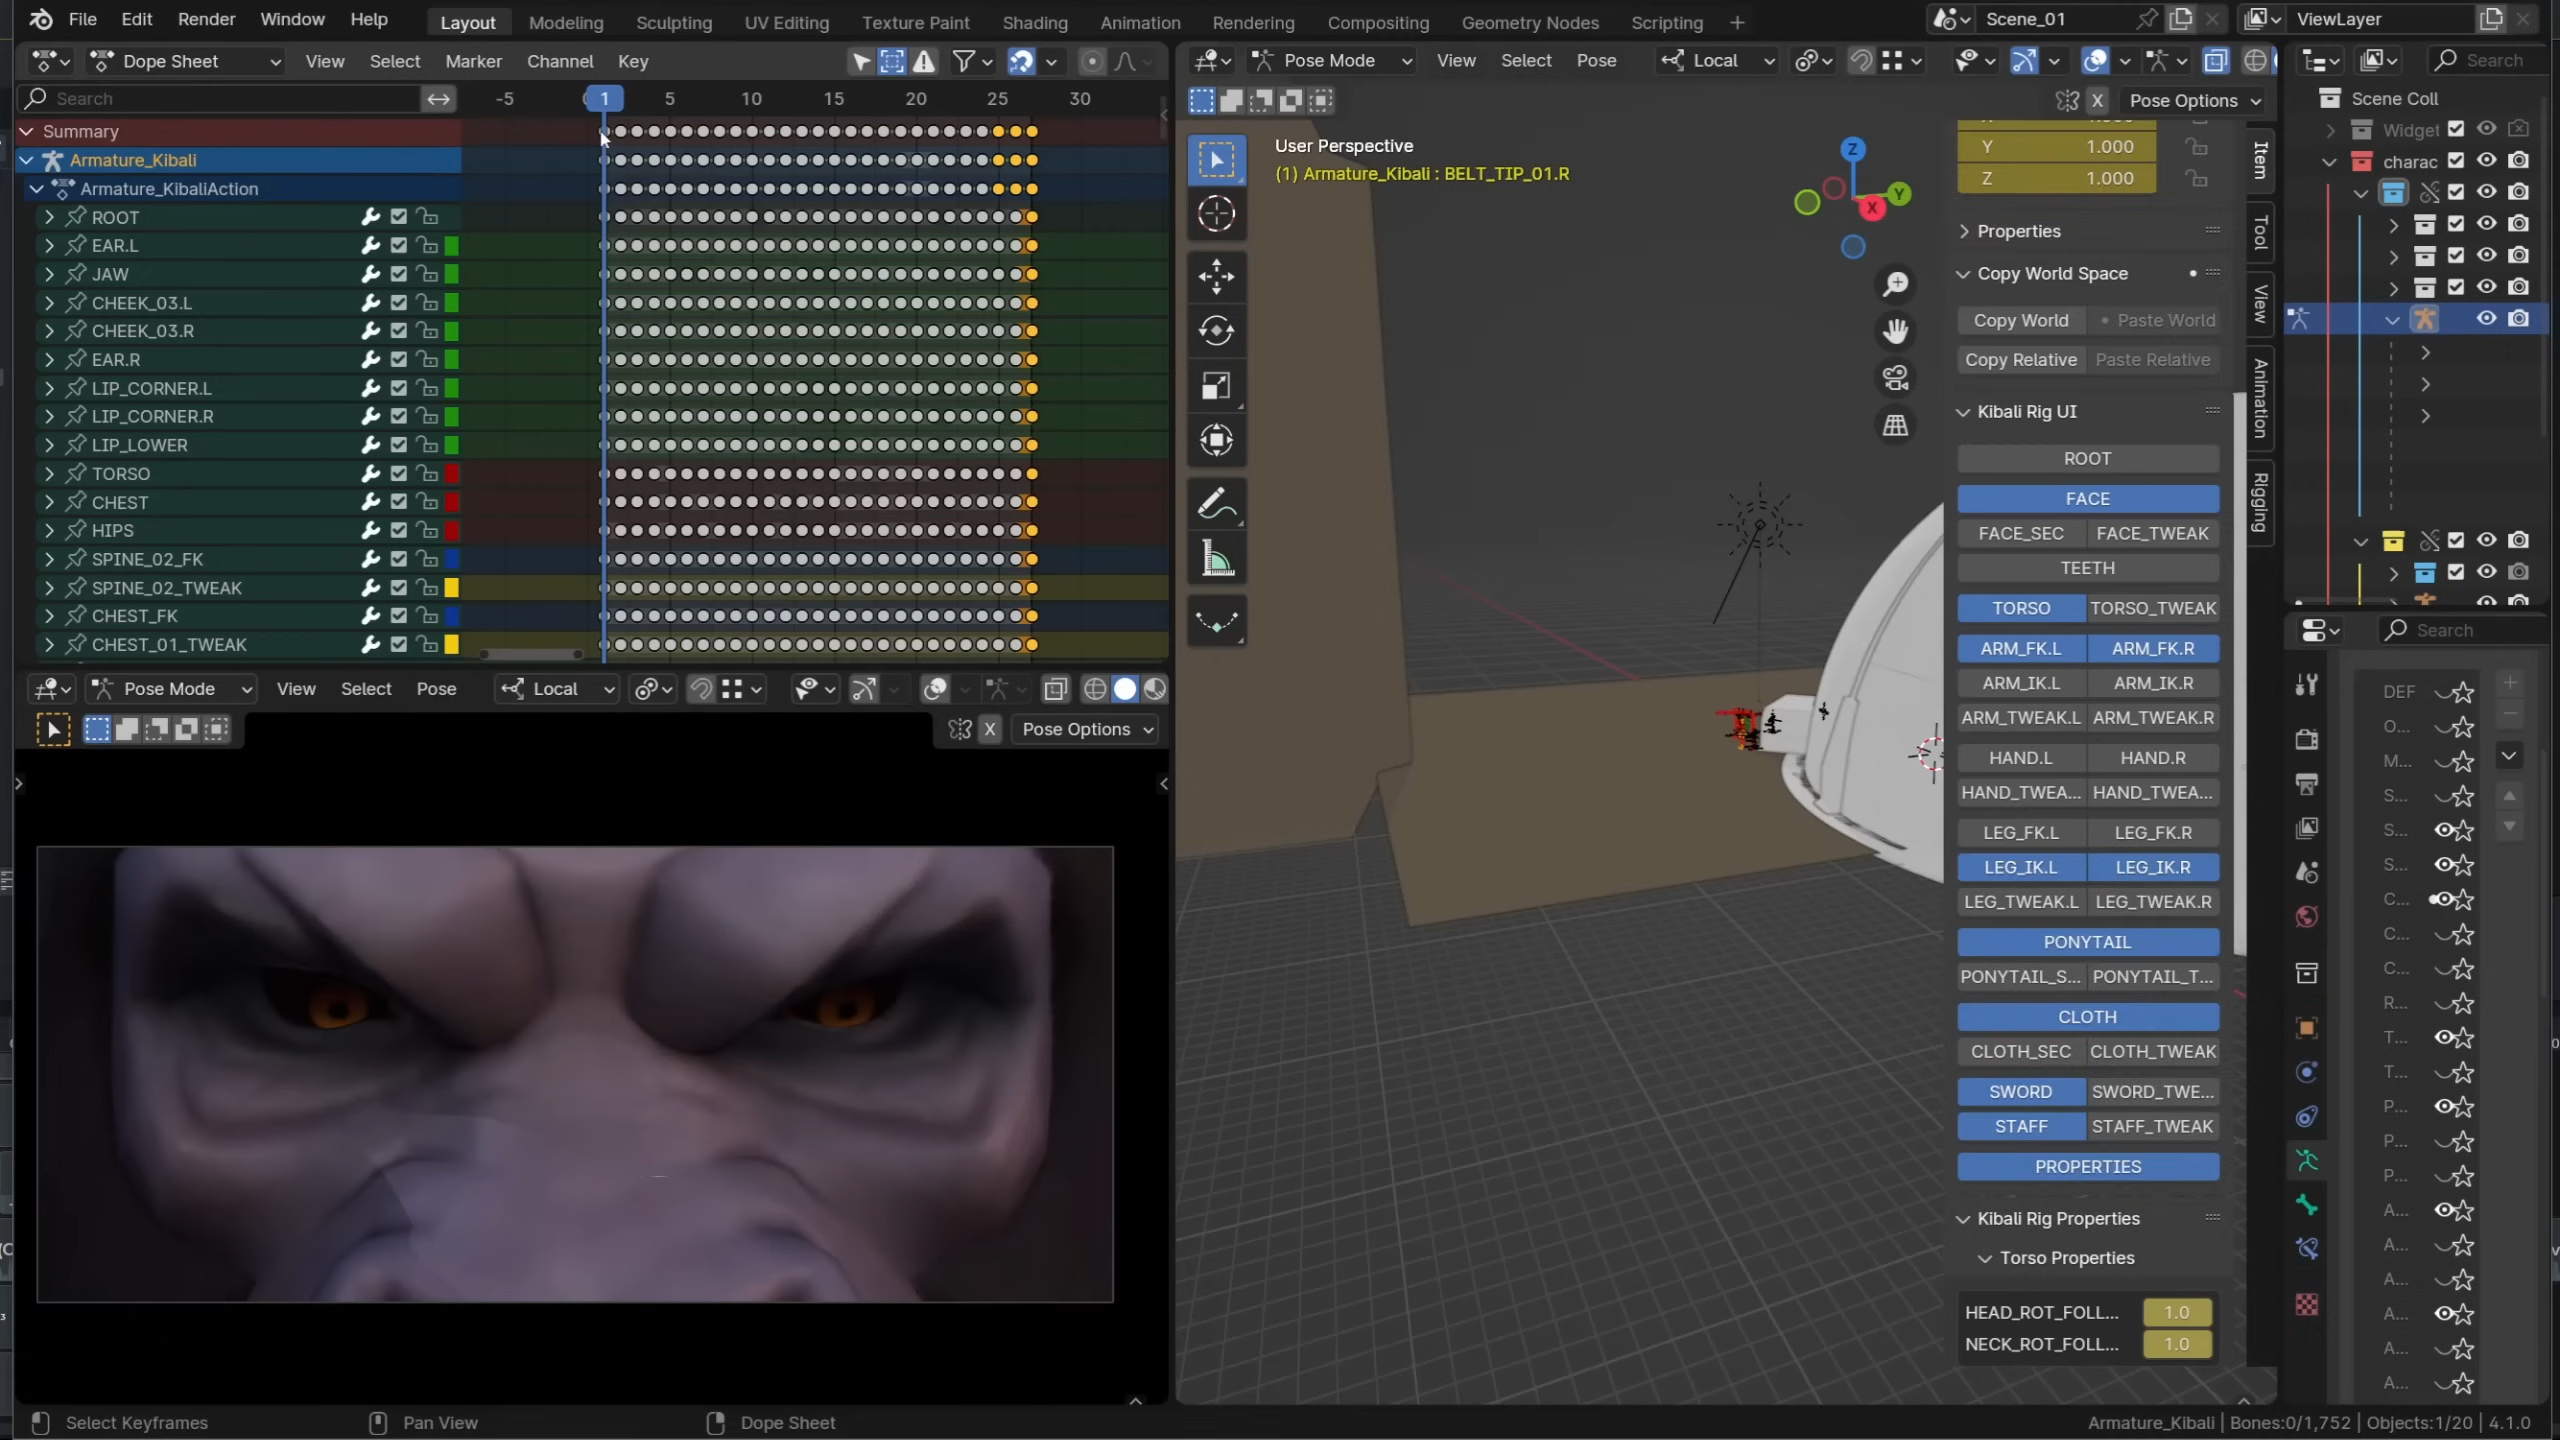 File Edit Render Window Help
Layout Modeling Sculpting UV Editing Texture Paint Shading Animation Rendering Compositing Geometry Nodes Scripting +
Scene_01 ViewLayer
Dope Sheet View Select Marker Channel Key
Search
-5 1 5 10 15 20 25 30
Summary
Armature_Kibali
Armature_KibaliAction
ROOT
EAR.L
JAW
CHEEK_03.L
CHEEK_03.R
EAR.R
LIP_CORNER.L
LIP_CORNER.R
LIP_LOWER
TORSO
CHEST
HIPS
SPINE_02_FK
SPINE_02_TWEAK
CHEST_FK
CHEST_01_TWEAK
Pose Mode View Select Pose Local
X Pose Options
Pose Mode View Select Pose Local
X Pose Options
User Perspective
(1) Armature_Kibali : BELT_TIP_01.R
Z
Y
X
Y 1.000
Z 1.000
Properties
Copy World Space
Copy World Paste World
Copy Relative Paste Relative
Kibali Rig UI
ROOT
FACE
FACE_SEC FACE_TWEAK
TEETH
TORSO TORSO_TWEAK
ARM_FK.L ARM_FK.R
ARM_IK.L ARM_IK.R
ARM_TWEAK.L ARM_TWEAK.R
HAND.L HAND.R
HAND_TWEA... HAND_TWEA...
LEG_FK.L LEG_FK.R
LEG_IK.L LEG_IK.R
LEG_TWEAK.L LEG_TWEAK.R
PONYTAIL
PONYTAIL_S... PONYTAIL_T...
CLOTH
CLOTH_SEC CLOTH_TWEAK
SWORD SWORD_TWE...
STAFF STAFF_TWEAK
PROPERTIES
Kibali Rig Properties
Torso Properties
HEAD_ROT_FOLL... 1.0
NECK_ROT_FOLL... 1.0
Item
Tool
View
Animation
Rigging
Search
Scene Coll
Widget
charac
Search
DEF
O...
M...
S...
S...
S...
C...
C...
C...
R...
T...
T...
P...
P...
P...
A...
A...
A...
A...
A...
A...
Select Keyframes Pan View Dope Sheet
Armature_Kibali | Bones:0/1,752 | Objects:1/20 | 4.1.0